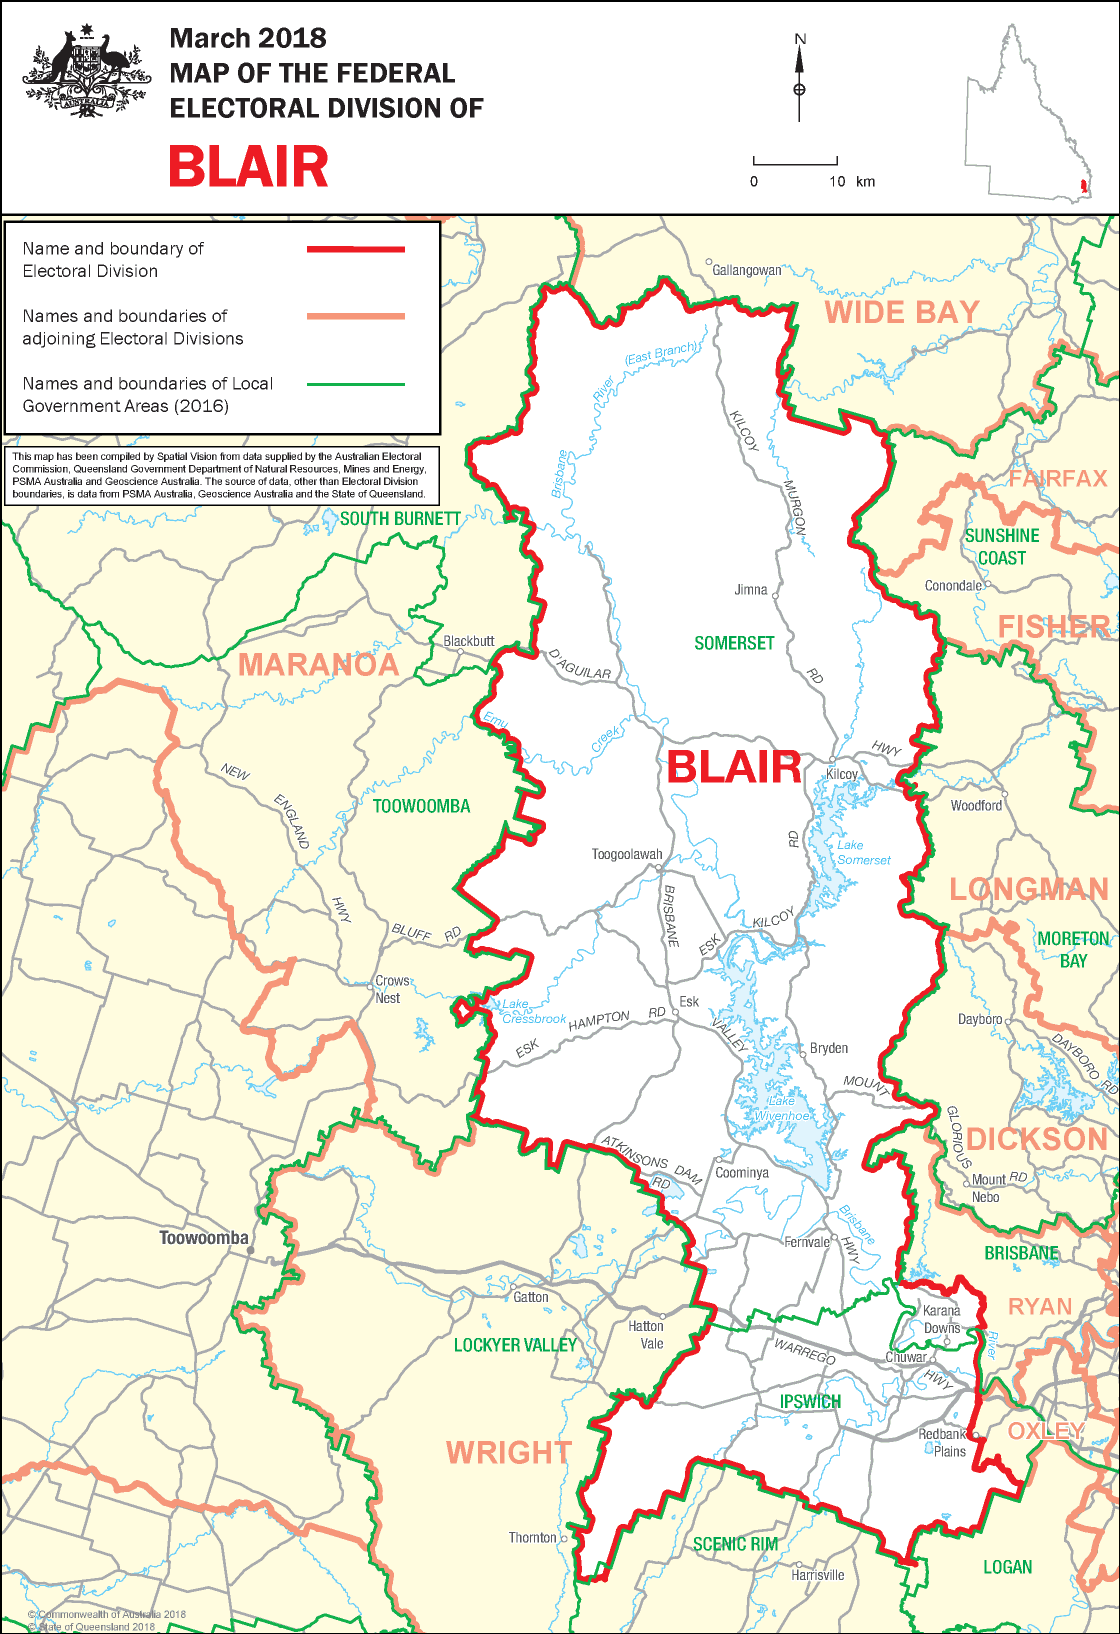 March 2018
MAP OF THE FEDERAL
ELECTORAL DIVISION OF
BLAIR
AUSTRALIA
N
0 10 km
Name and boundary of
Electoral Division
Names and boundaries of
adjoining Electoral Divisions
Names and boundaries of Local
Government Areas (2016)
This map has been compiled by Spatial Vision from data supplied by the Australian Electoral
Commission, Queensland Government Department of Natural Resources, Mines and Energy,
PSMA Australia and Geoscience Australia. The source of data, other than Electoral Division
boundaries, is data from PSMA Australia, Geoscience Australia and the State of Queensland.
Gallangowan
WIDE BAY
(East Branch)
River
Brisbane
KILCOY
MURGON
RD
FAIRFAX
SOUTH BURNETT
SUNSHINE
COAST
Conondale
Jimna
FISHER
SOMERSET
Blackbutt
MARANOA
D'AGUILAR
Emu
Creek
HWY
BLAIR
Kilcoy
NEW
ENGLAND
HWY
TOOWOOMBA
Woodford
RD
Lake
Somerset
Toogoolawah
LONGMAN
BRISBANE
KILCOY
ESK
BLUFF RD
MORETON
BAY
Crows
Nest
Lake
Cressbrook
Esk
ESK HAMPTON RD
VALLEY
Dayboro
DAYBORO RD
Bryden
MOUNT
Lake
Wivenhoe
GLORIOUS
RD
DICKSON
ATKINSONS DAM
RD
Coominya
Mount
Nebo
Brisbane
HWY
Toowoomba
Fernvale
BRISBANE
Gatton
Karana
Downs
RYAN
River
Hatton
Vale
LOCKYER VALLEY
WARREGO
HWY
Chuwar
IPSWICH
Redbank
Plains
OXLEY
WRIGHT
Thornton
SCENIC RIM
Harrisville
LOGAN
© Commonwealth of Australia 2018
© State of Queensland 2018